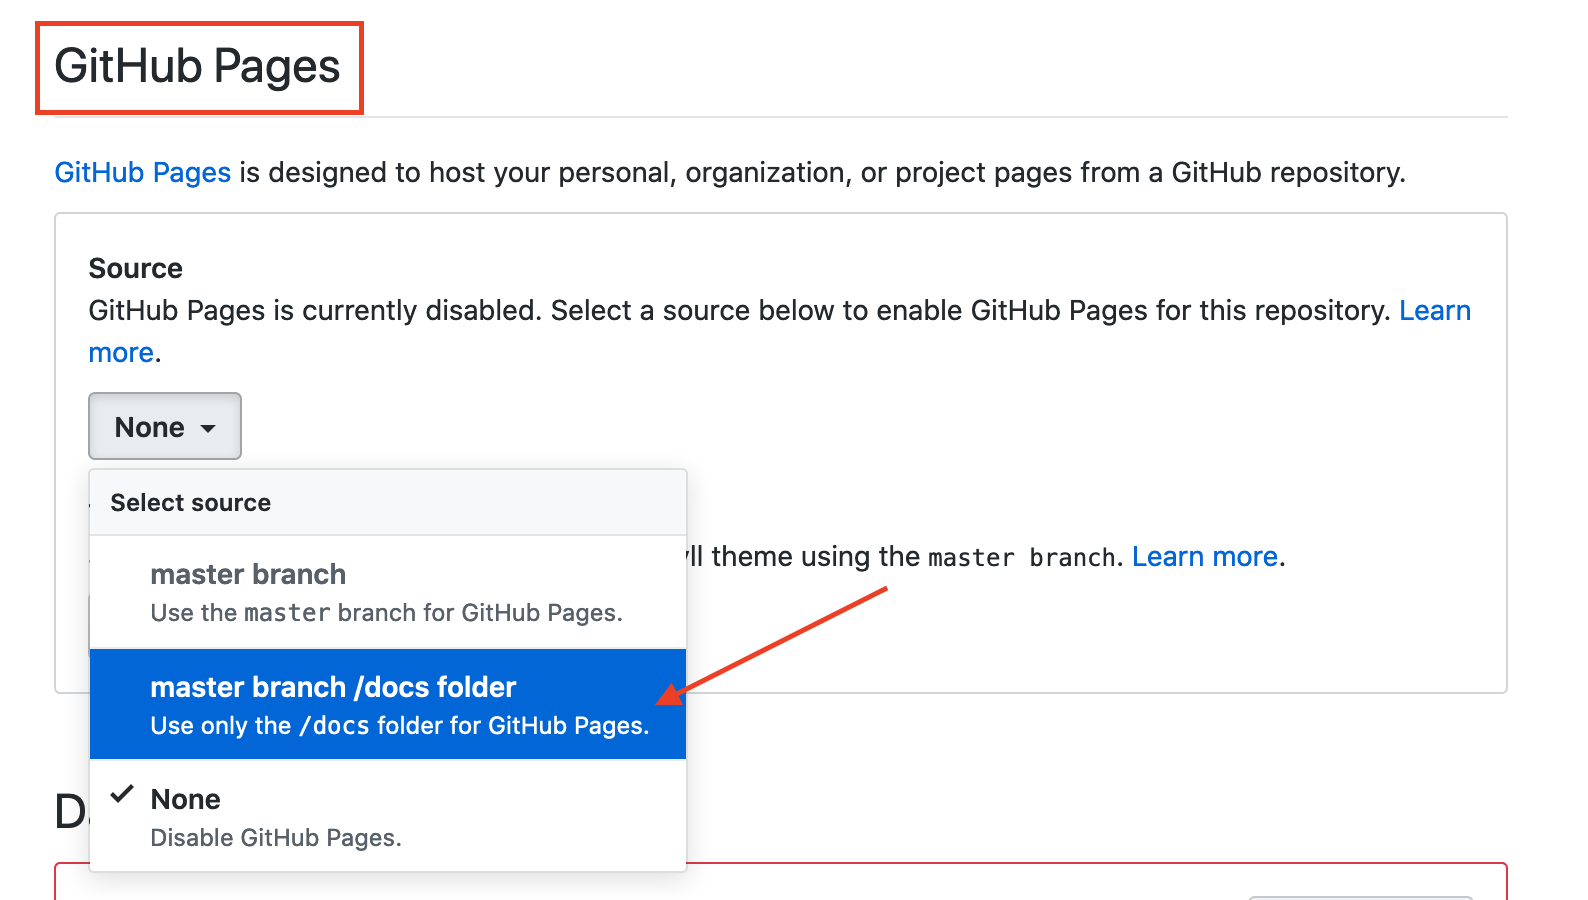 GitHub Pages
GitHub Pages is designed to host your personal, organization, or project pages from a GitHub repository.
Source
GitHub Pages is currently disabled. Select a source below to enable GitHub Pages for this repository. Learn
more.
None
Select source
theme using the master branch. Learn more.
master branch
Use the master branch for GitHub Pages.
master branch /docs folder
Use only the /docs folder for GitHub Pages.
None
Disable GitHub Pages.